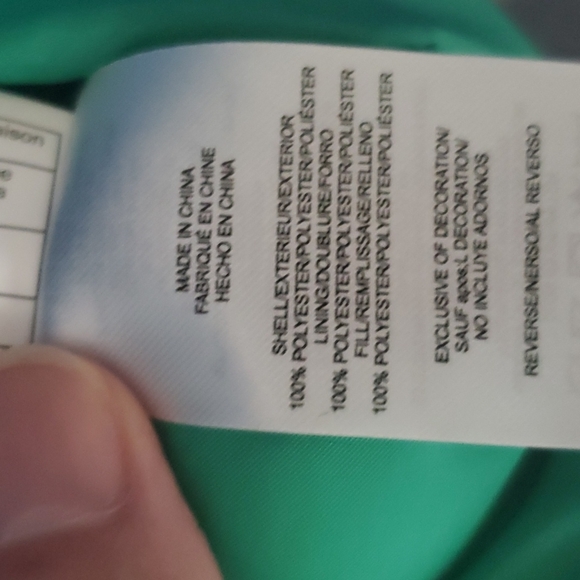 MADE IN CHINA
FABRIQUÉ EN CHINE
HECHO EN CHINA
SHELL/EXTERIEUR/EXTERIOR
100% POLYESTER/POLYESTER/POLIÉSTER
LINING/DOUBLURE/FORRO
100% POLYESTER/POLYESTER/POLIÉSTER
FILL/REMPLISSAGE/RELLENO
100% POLYESTER/POLYESTER/POLIÉSTER
EXCLUSIVE OF DECORATION/
SAUF apos;L DECORATION/
NO INCLUYE ADORNOS
REVERSE/NERSO/AL REVERSO